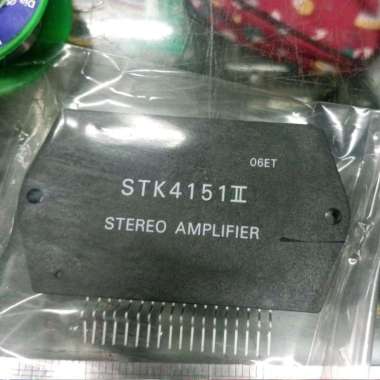 06ET
STK4151II
STEREO AMPLIFIER